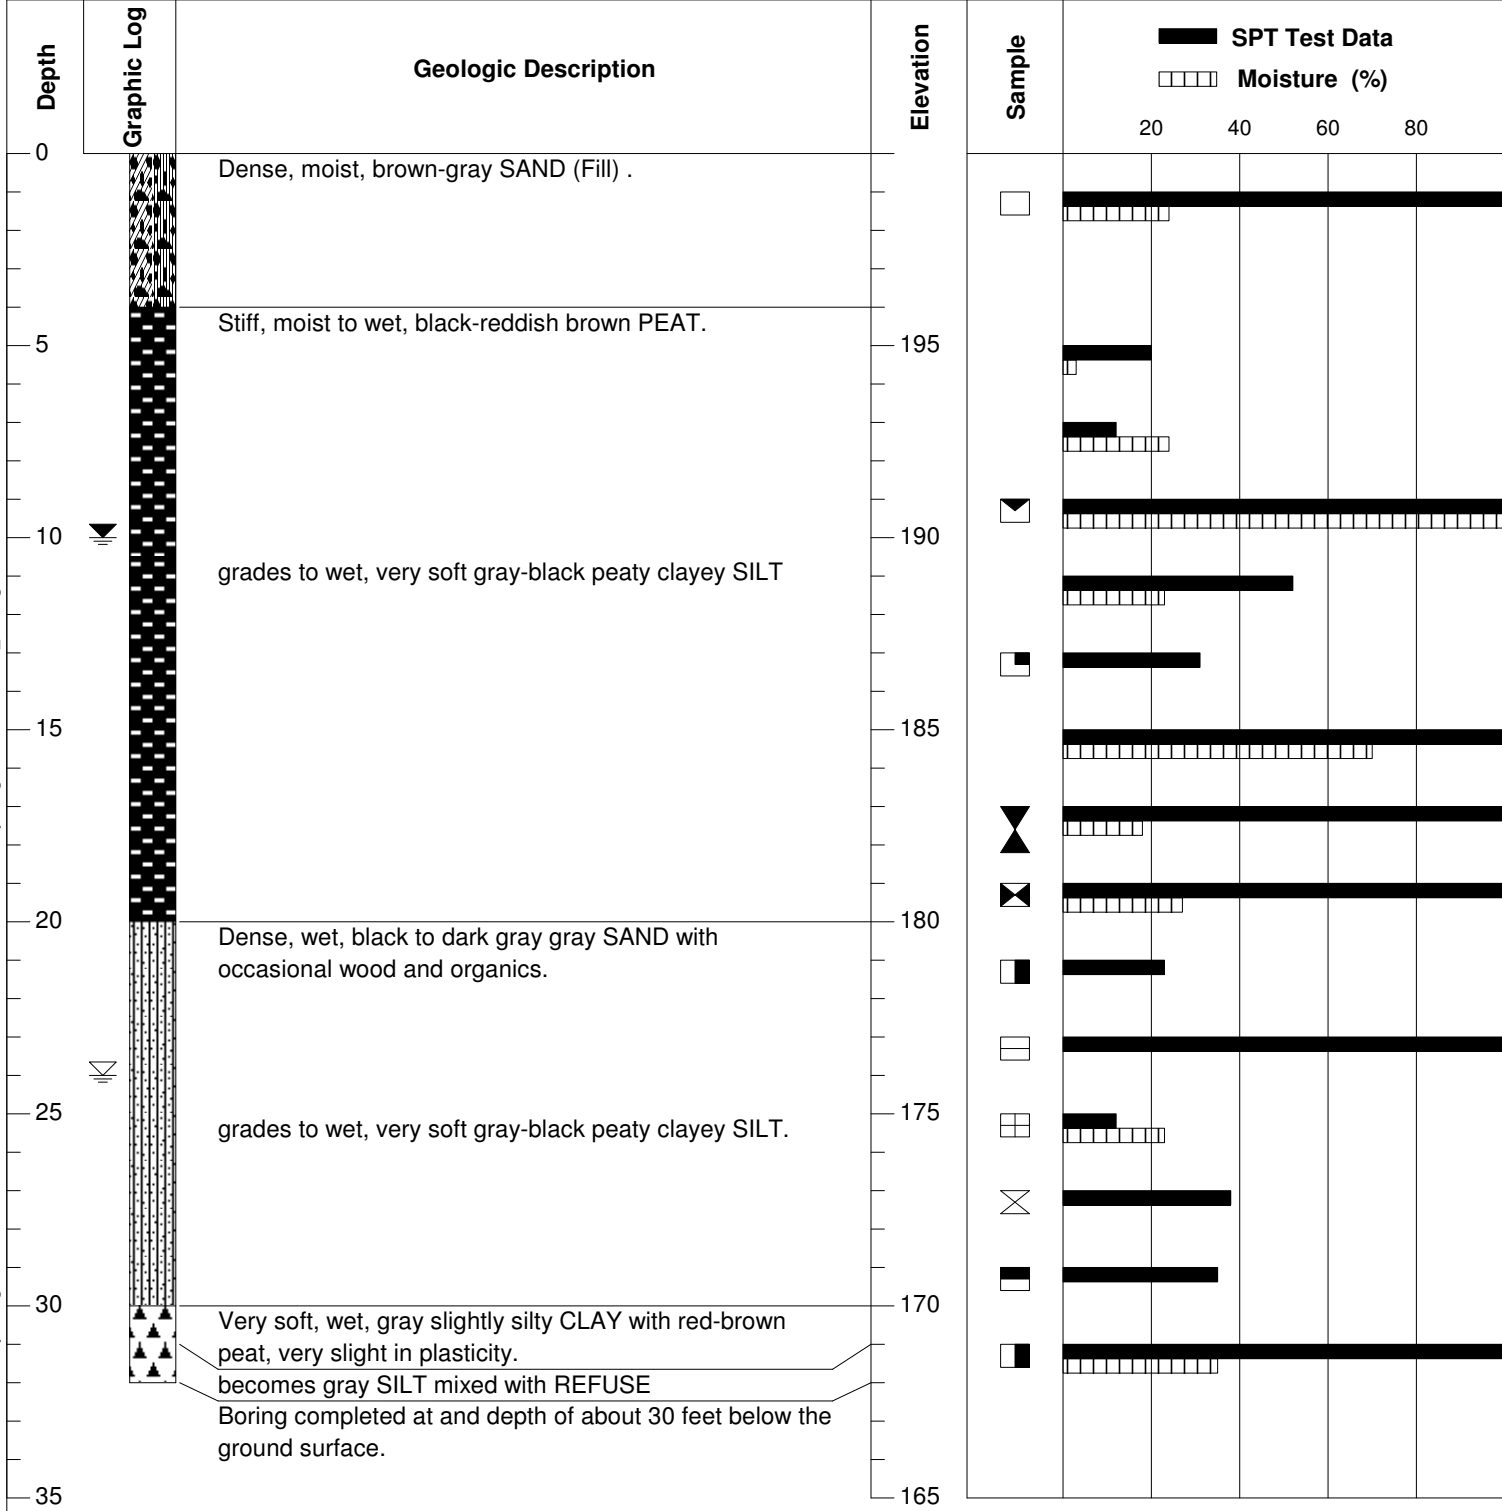 Depth
Graphic Log
Geologic Description
Elevation
Sample
SPT Test Data
Moisture (%)
20 40 60 80
0
Dense, moist, brown-gray SAND (Fill) .
Stiff, moist to wet, black-reddish brown PEAT.
5
195
10
190
grades to wet, very soft gray-black peaty clayey SILT
15
185
20
180
Dense, wet, black to dark gray gray SAND with
occasional wood and organics.
25
175
grades to wet, very soft gray-black peaty clayey SILT.
30
170
Very soft, wet, gray slightly silty CLAY with red-brown
peat, very slight in plasticity.
becomes gray SILT mixed with REFUSE
Boring completed at and depth of about 30 feet below the
ground surface.
35
165